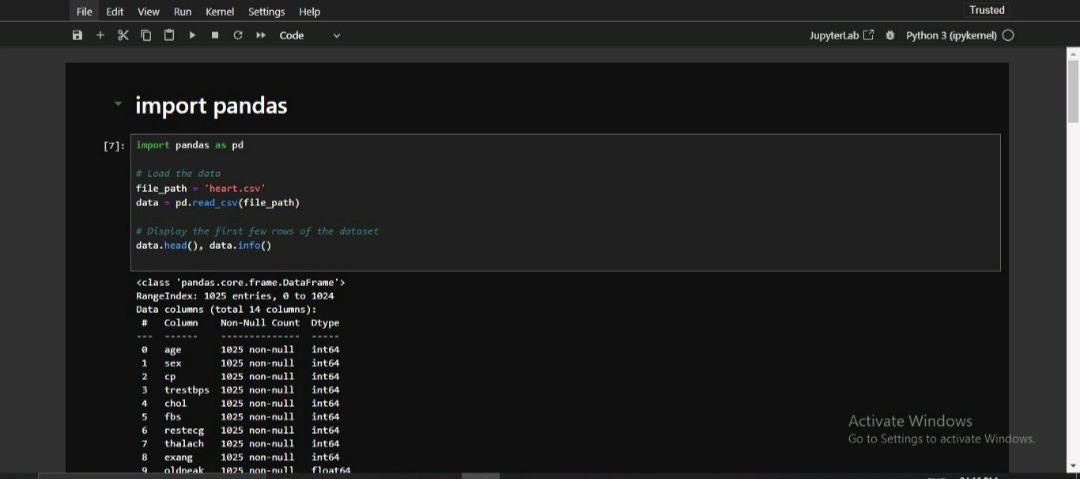 File Edit View Run Kernel Settings Help Trusted
Code JupyterLab Python 3 (ipykernel)
import pandas
[7]: import pandas as pd
# Load the data
file_path = 'heart.csv'
data = pd.read_csv(file_path)
# Display the first few rows of the dataset
data.head(), data.info()
<class 'pandas.core.frame.DataFrame'>
RangeIndex: 1025 entries, 0 to 1024
Data columns (total 14 columns):
# Column Non-Null Count Dtype
--- ------ -------------- -----
0 age 1025 non-null int64
1 sex 1025 non-null int64
2 cp 1025 non-null int64
3 trestbps 1025 non-null int64
4 chol 1025 non-null int64
5 fbs 1025 non-null int64
6 restecg 1025 non-null int64
7 thalach 1025 non-null int64
8 exang 1025 non-null int64
9 oldpeak 1025 non-null float64
Activate Windows
Go to Settings to activate Windows.